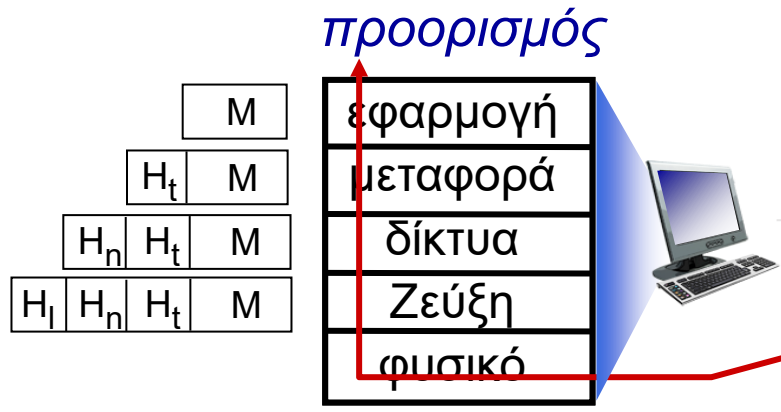 προορισμός
M εφαρμογή
Ht M μεταφορά
Hn Ht M δίκτυα
Hl Hn Ht M Ζεύξη
φυσικό